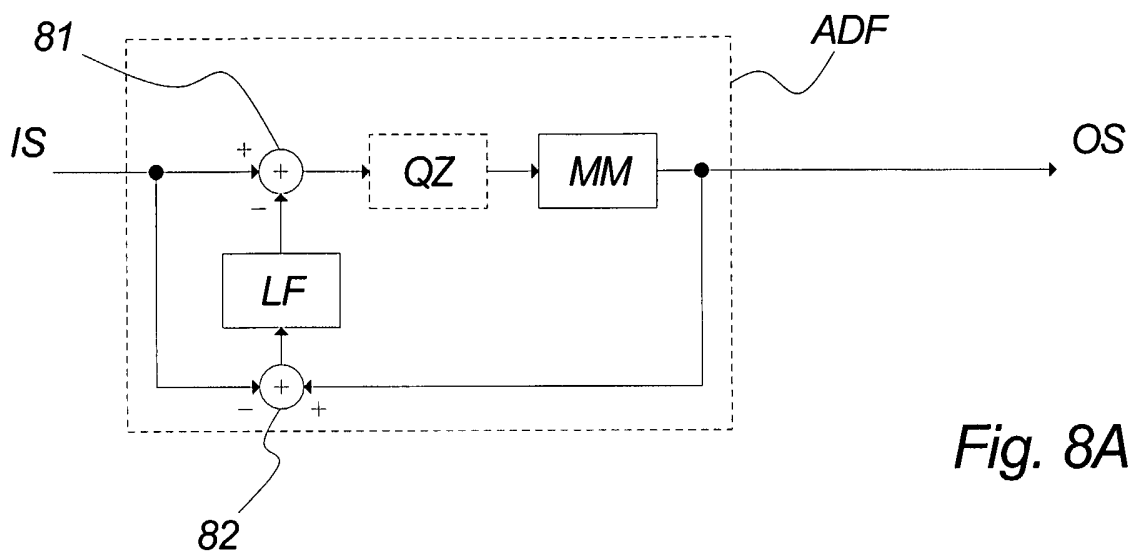 81
ADF
IS
+
+
QZ
MM
OS
−
LF
+
−
+
82
Fig. 8A